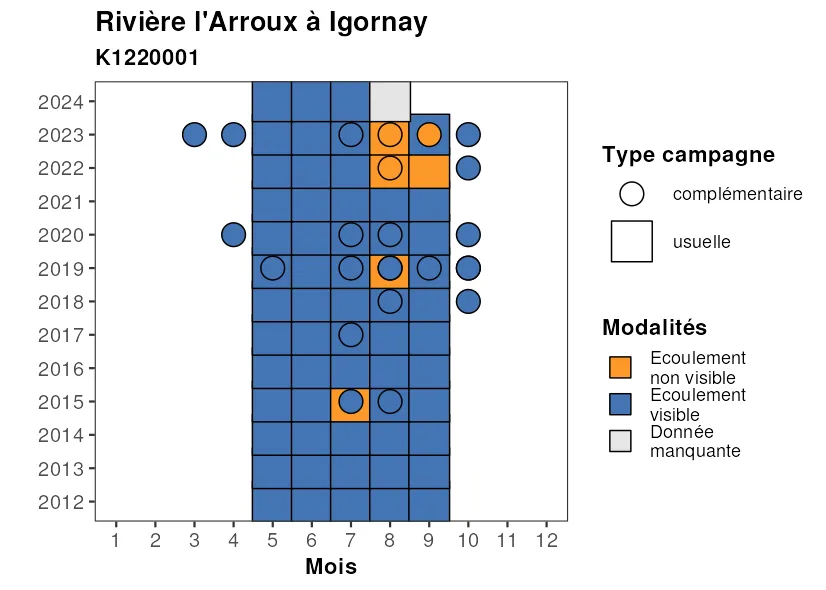 Rivière l'Arroux à Igornay
K1220001
2024
2023
2022
2021
2020
2019
2018
2017
2016
2015
2014
2013
2012
1 2 3 4 5 6 7 8 9 10 11 12
Mois
Type campagne
complémentaire
usuelle
Modalités
Ecoulement
non visible
Ecoulement
visible
Donnée
manquante